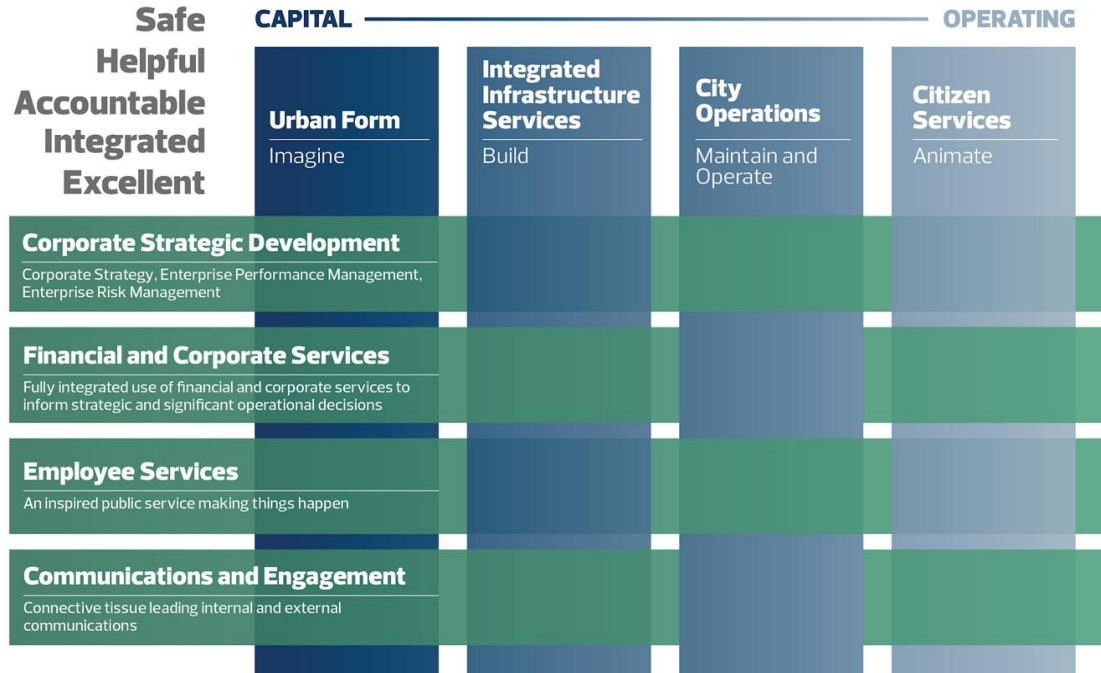 Safe
Helpful
Accountable
Integrated
Excellent
CAPITAL
OPERATING
Urban Form
Imagine
Integrated
Infrastructure
Services
Build
City
Operations
Maintain and
Operate
Citizen
Services
Animate
Corporate Strategic Development
Corporate Strategy, Enterprise Performance Management,
Enterprise Risk Management
Financial and Corporate Services
Fully integrated use of financial and corporate services to
inform strategic and significant operational decisions
Employee Services
An inspired public service making things happen
Communications and Engagement
Connective tissue leading internal and external
communications